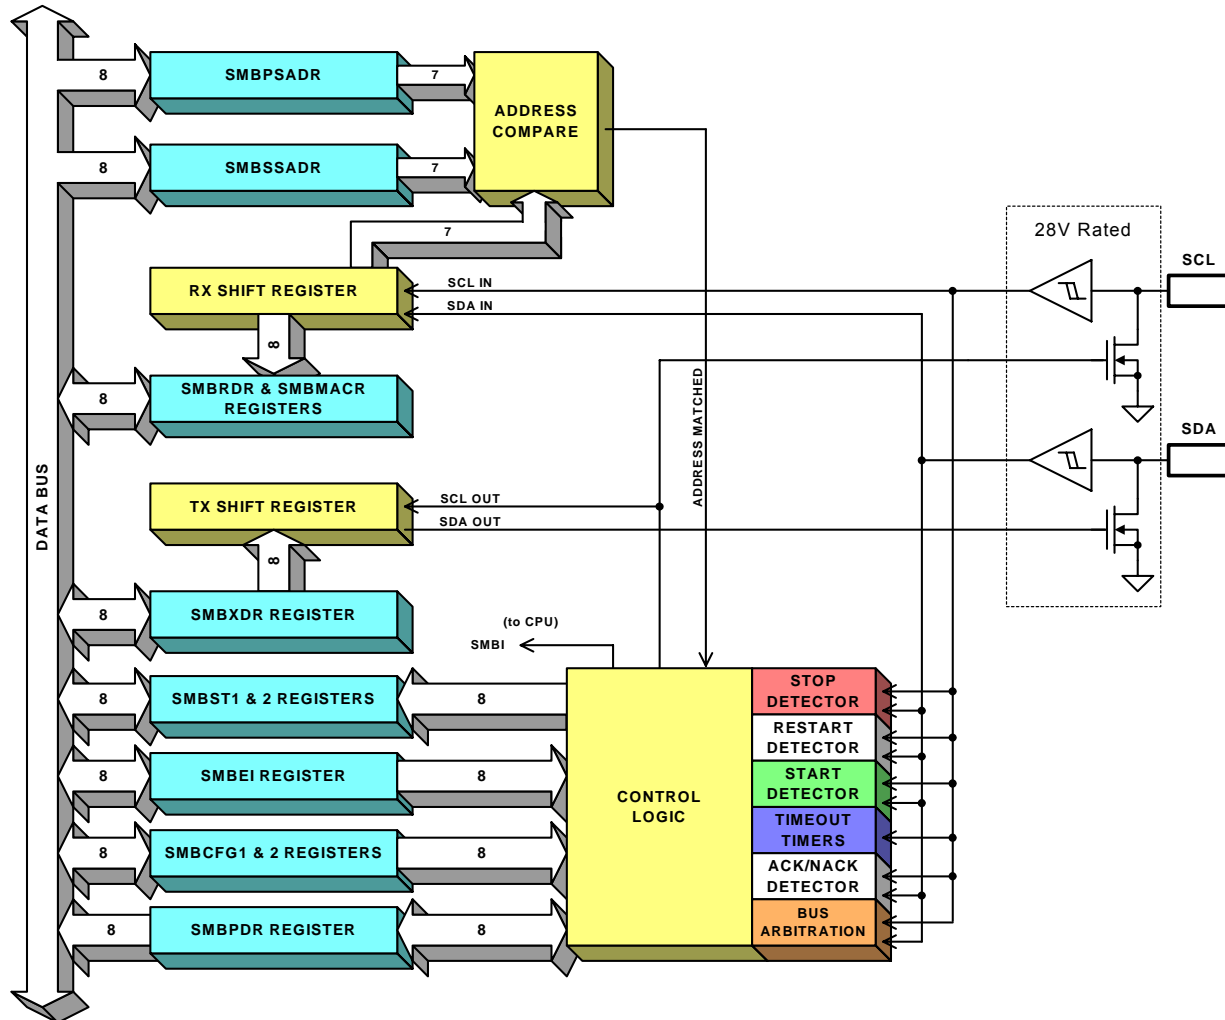 8
SMBPSADR
7
ADDRESS
COMPARE
8
SMBSSADR
7
7
28V Rated
SCL
RX SHIFT REGISTER
SCL IN
SDA IN
8
8
SMBRDR & SMBMACR
REGISTERS
ADDRESS MATCHED
SDA
DATA BUS
TX SHIFT REGISTER
SCL OUT
SDA OUT
8
8
SMBXDR REGISTER
(to CPU)
SMBI
8
SMBST1 & 2 REGISTERS
8
STOP
DETECTOR
RESTART
DETECTOR
8
SMBEI REGISTER
8
CONTROL
LOGIC
START
DETECTOR
TIMEOUT
TIMERS
8
SMBCFG1 & 2 REGISTERS
8
ACK/NACK
DETECTOR
8
SMBPDR REGISTER
8
BUS
ARBITRATION